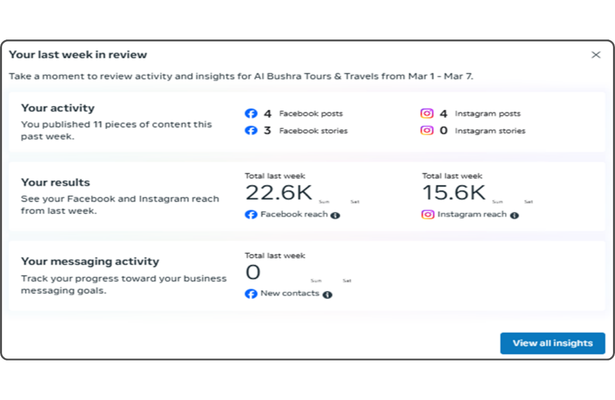 Your last week in review
Take a moment to review activity and insights for Al Bushra Tours & Travels from Mar 1 - Mar 7.
Your activity
You published 11 pieces of content this
past week.
4 Facebook posts
3 Facebook stories
4 Instagram posts
0 Instagram stories
Your results
See your Facebook and Instagram reach
from last week.
Total last week
22.6K
Sun Sat
Facebook reach
Total last week
15.6K
Sun Sat
Instagram reach
Your messaging activity
Track your progress toward your business
messaging goals.
Total last week
0
Sun Sat
New contacts
View all insights